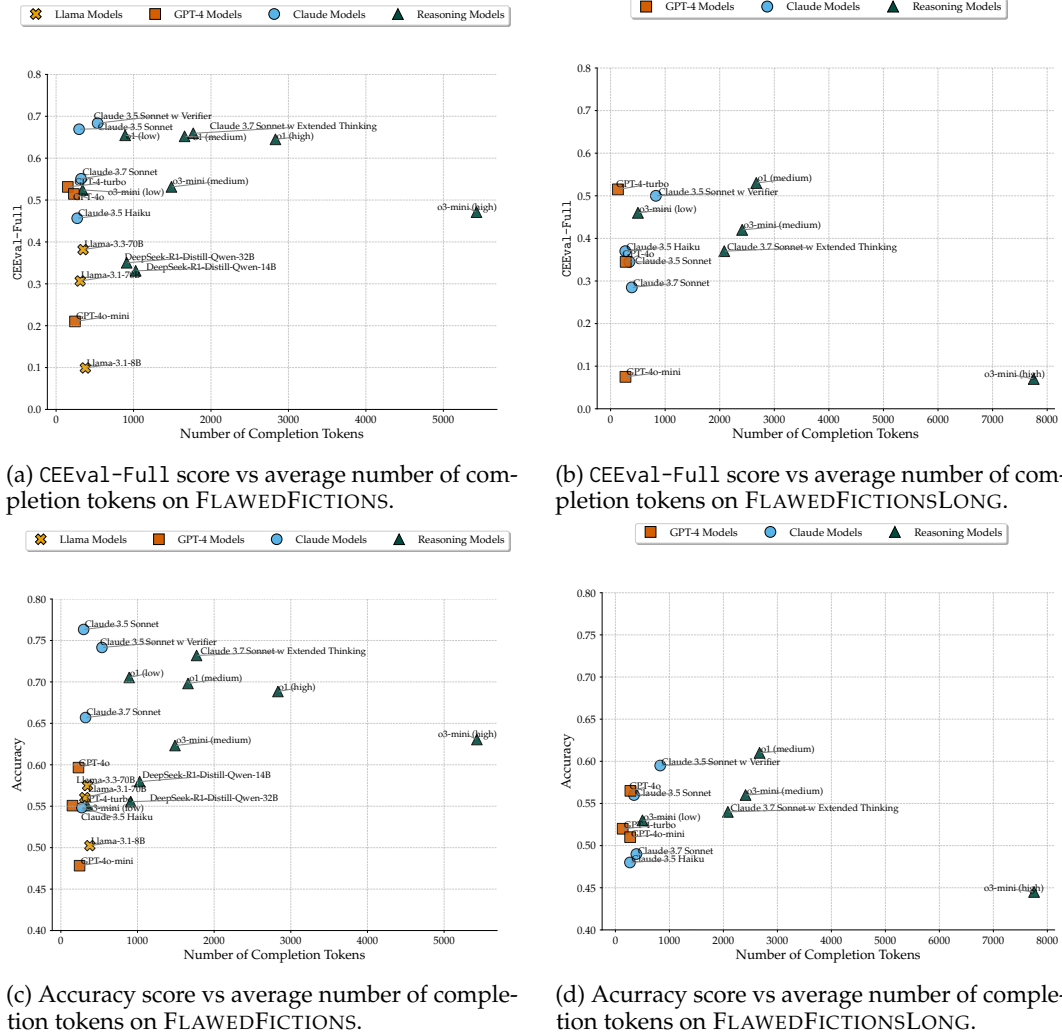 Llama Models GPT-4 Models Claude Models Reasoning Models
0.8
0.7
0.6
0.5
0.4
0.3
0.2
0.1
0.0
CEEval-Full
Claude 3.5 Sonnet w Verifier
Claude 3.5 Sonnet
o1 (low)
o1 (medium)
Claude 3.7 Sonnet w Extended Thinking
o1 (high)
Claude 3.7 Sonnet
GPT-4-turbo
GPT-4o
o3-mini (low)
o3-mini (medium)
o3-mini (high)
Claude 3.5 Haiku
Llama-3.3-70B
DeepSeek-R1-Distill-Qwen-32B
DeepSeek-R1-Distill-Qwen-14B
Llama-3.1-70B
GPT-4o-mini
Llama-3.1-8B
0 1000 2000 3000 4000 5000
Number of Completion Tokens
(a) CEEval-Full score vs average number of com-
pletion tokens on FLAWEDFICTIONS.
GPT-4 Models Claude Models Reasoning Models
0.8
0.7
0.6
0.5
0.4
0.3
0.2
0.1
0.0
CEEval-Full
o1 (medium)
GPT-4-turbo
Claude 3.5 Sonnet w Verifier
o3-mini (low)
o3-mini (medium)
Claude 3.5 Haiku
GPT-4o
Claude 3.5 Sonnet
Claude 3.7 Sonnet w Extended Thinking
Claude 3.7 Sonnet
GPT-4o-mini
o3-mini (high)
0 1000 2000 3000 4000 5000 6000 7000 8000
Number of Completion Tokens
(b) CEEval-Full score vs average number of com-
pletion tokens on FLAWEDFICTIONSLONG.
Llama Models GPT-4 Models Claude Models Reasoning Models
0.80
0.75
0.70
0.65
0.60
0.55
0.50
0.45
0.40
Accuracy
Claude 3.5 Sonnet
Claude 3.5 Sonnet w Verifier
Claude 3.7 Sonnet w Extended Thinking
o1 (low)
o1 (medium)
o1 (high)
Claude 3.7 Sonnet
o3-mini (medium)
o3-mini (high)
GPT-4o
Llama-3.3-70B
DeepSeek-R1-Distill-Qwen-14B
Llama-3.1-70B
GPT-4-turbo
DeepSeek-R1-Distill-Qwen-32B
o3-mini (low)
Claude 3.5 Haiku
Llama-3.1-8B
GPT-4o-mini
0 1000 2000 3000 4000 5000
Number of Completion Tokens
(c) Accuracy score vs average number of comple-
tion tokens on FLAWEDFICTIONS.
GPT-4 Models Claude Models Reasoning Models
0.80
0.75
0.70
0.65
0.60
0.55
0.50
0.45
0.40
Accuracy
o1 (medium)
Claude 3.5 Sonnet w Verifier
GPT-4o
Claude 3.5 Sonnet
o3-mini (medium)
Claude 3.7 Sonnet w Extended Thinking
o3-mini (low)
GPT-4-turbo
GPT-4o-mini
Claude 3.7 Sonnet
Claude 3.5 Haiku
o3-mini (high)
0 1000 2000 3000 4000 5000 6000 7000 8000
Number of Completion Tokens
(d) Acurracy score vs average number of comple-
tion tokens on FLAWEDFICTIONSLONG.